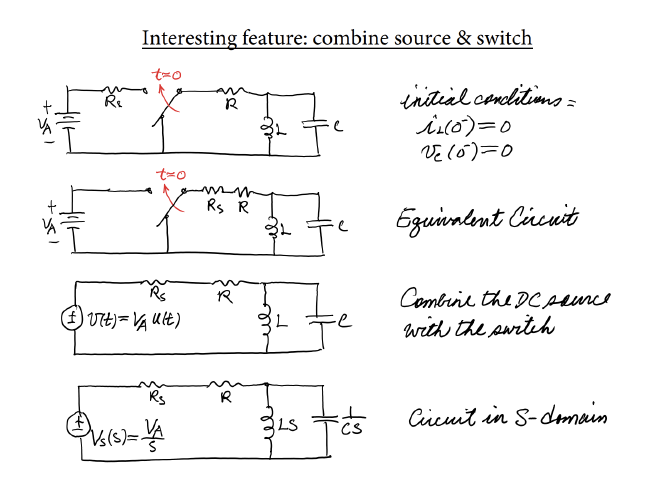 Interesting feature: combine source & switch
t=0
Rs
R
+
VA
−
L
C
initial conditions =
iL(0⁻)=0
vc(0⁻)=0
t=0
Rs R
+
VA
−
L
C
Equivalent Circuit
Rs
R
± v(t)=VA u(t)
L
C
Combine the DC source
with the switch
Rs
R
± Vs(s)= VA/s
LS
1/CS
Circuit in S-domain